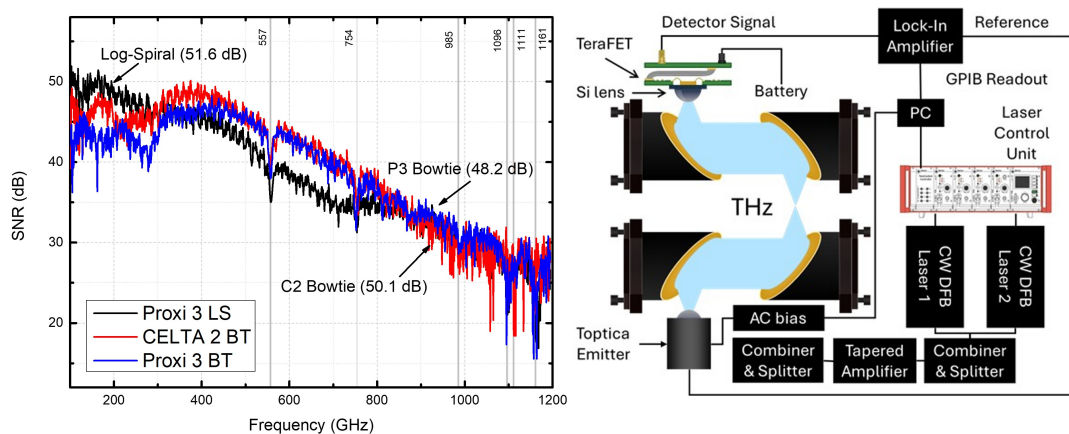 557
754
985
1096
1111
1161
Log-Spiral (51.6 dB)
P3 Bowtie (48.2 dB)
C2 Bowtie (50.1 dB)
50
40
30
20
SNR (dB)
Proxi 3 LS
CELTA 2 BT
Proxi 3 BT
200
400
600
800
1000
1200
Frequency (GHz)
Detector Signal
Lock-In
Amplifier
Reference
TeraFET
Si lens
Battery
GPIB Readout
PC
Laser
Control
Unit
THz
CW DFB
Laser 1
CW DFB
Laser 2
AC bias
Toptica
Emitter
Combiner
& Splitter
Tapered
Amplifier
Combiner
& Splitter